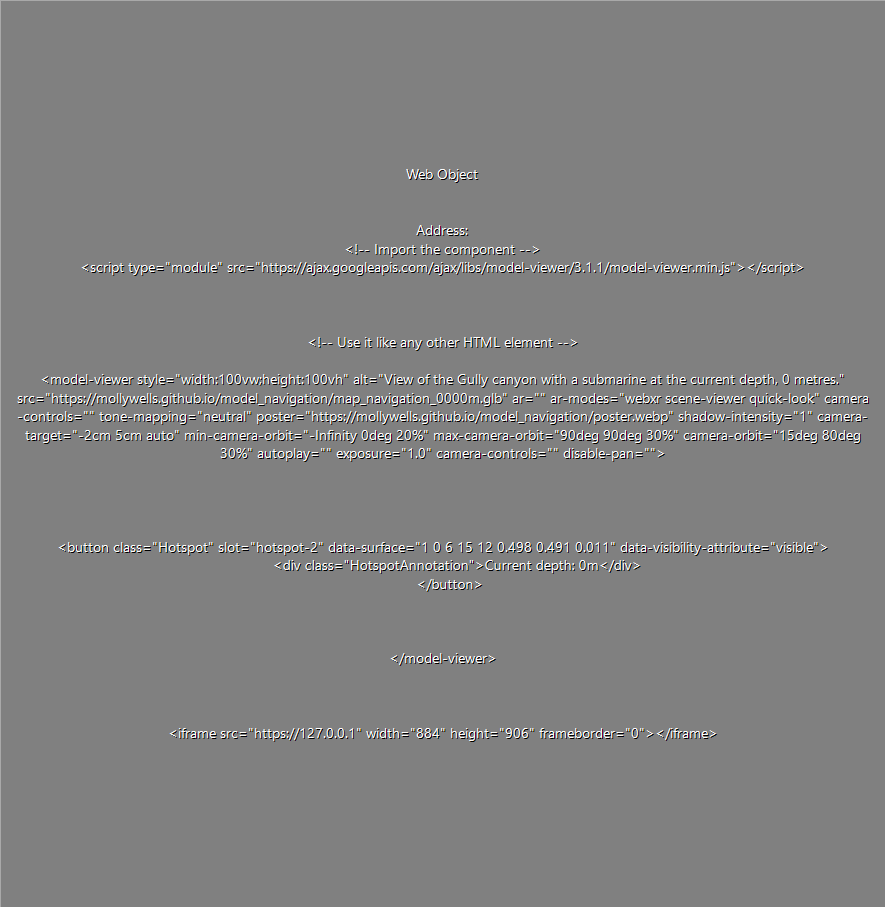 Web Object
Address:
<!-- Import the component -->
<script type="module" src="https://ajax.googleapis.com/ajax/libs/model-viewer/3.1.1/model-viewer.min.js"></script>
<!-- Use it like any other HTML element -->
<model-viewer style="width:100vw;height:100vh" alt="View of the Gully canyon with a submarine at the current depth, 0 metres."
src="https://mollywells.github.io/model_navigation/map_navigation_0000m.glb" ar="" ar-modes="webxr scene-viewer quick-look" camera
-controls="" tone-mapping="neutral" poster="https://mollywells.github.io/model_navigation/poster.webp" shadow-intensity="1" camera-
target="-2cm 5cm auto" min-camera-orbit="-Infinity 0deg 20%" max-camera-orbit="90deg 90deg 30%" camera-orbit="15deg 80deg
30%" autoplay="" exposure="1.0" camera-controls="" disable-pan="">
<button class="Hotspot" slot="hotspot-2" data-surface="1 0 6 15 12 0.498 0.491 0.011" data-visibility-attribute="visible">
<div class="HotspotAnnotation">Current depth: 0m</div>
</button>
</model-viewer>
<iframe src="https://127.0.0.1" width="884" height="906" frameborder="0"></iframe>